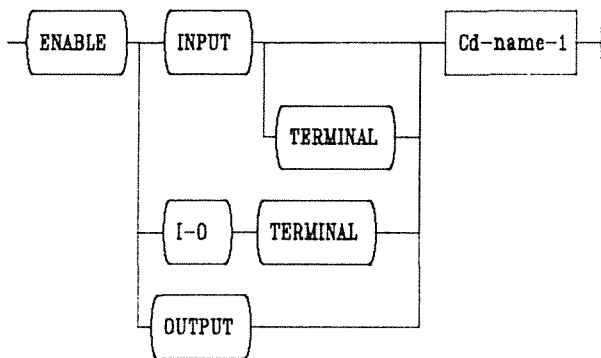 ENABLE INPUT Cd-name-1
TERMINAL
I-O TERMINAL
OUTPUT